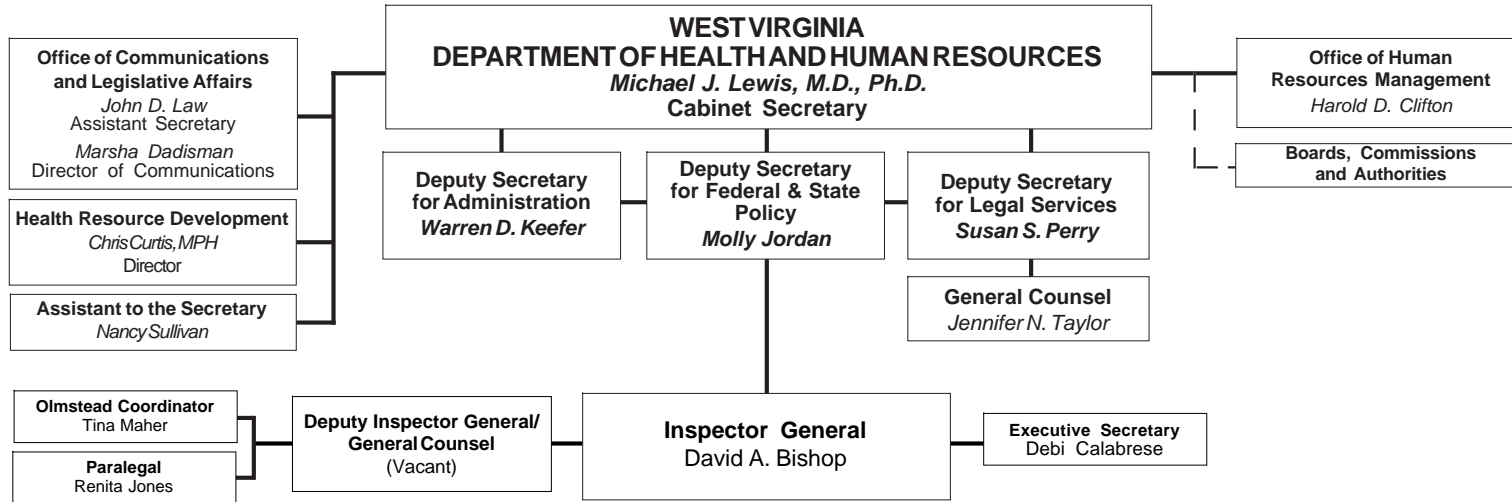 WEST VIRGINIA
DEPARTMENT OF HEALTH AND HUMAN RESOURCES
Michael J. Lewis, M.D., Ph.D.
Cabinet Secretary
Office of Communications
and Legislative Affairs
John D. Law
Assistant Secretary
Marsha Dadisman
Director of Communications
Health Resource Development
Chris Curtis, MPH
Director
Assistant to the Secretary
Nancy Sullivan
Office of Human
Resources Management
Harold D. Clifton
Boards, Commissions
and Authorities
Deputy Secretary
for Administration
Warren D. Keefer
Deputy Secretary
for Federal & State
Policy
Molly Jordan
Deputy Secretary
for Legal Services
Susan S. Perry
General Counsel
Jennifer N. Taylor
Olmstead Coordinator
Tina Maher
Paralegal
Renita Jones
Deputy Inspector General/
General Counsel
(Vacant)
Inspector General
David A. Bishop
Executive Secretary
Debi Calabrese